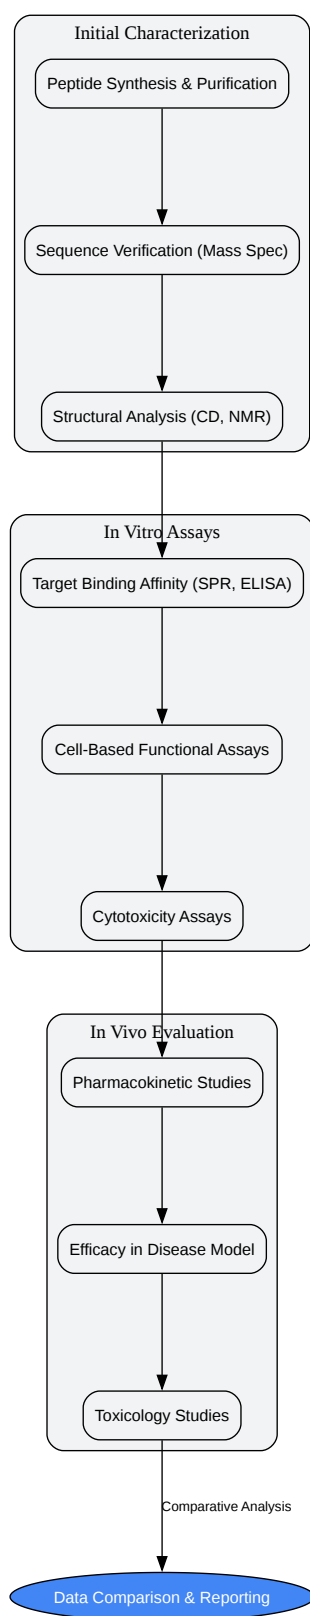 Initial Characterization
Peptide Synthesis & Purification
Sequence Verification (Mass Spec)
Structural Analysis (CD, NMR)
In Vitro Assays
Target Binding Affinity (SPR, ELISA)
Cell-Based Functional Assays
Cytotoxicity Assays
In Vivo Evaluation
Pharmacokinetic Studies
Efficacy in Disease Model
Toxicology Studies
Comparative Analysis
Data Comparison & Reporting